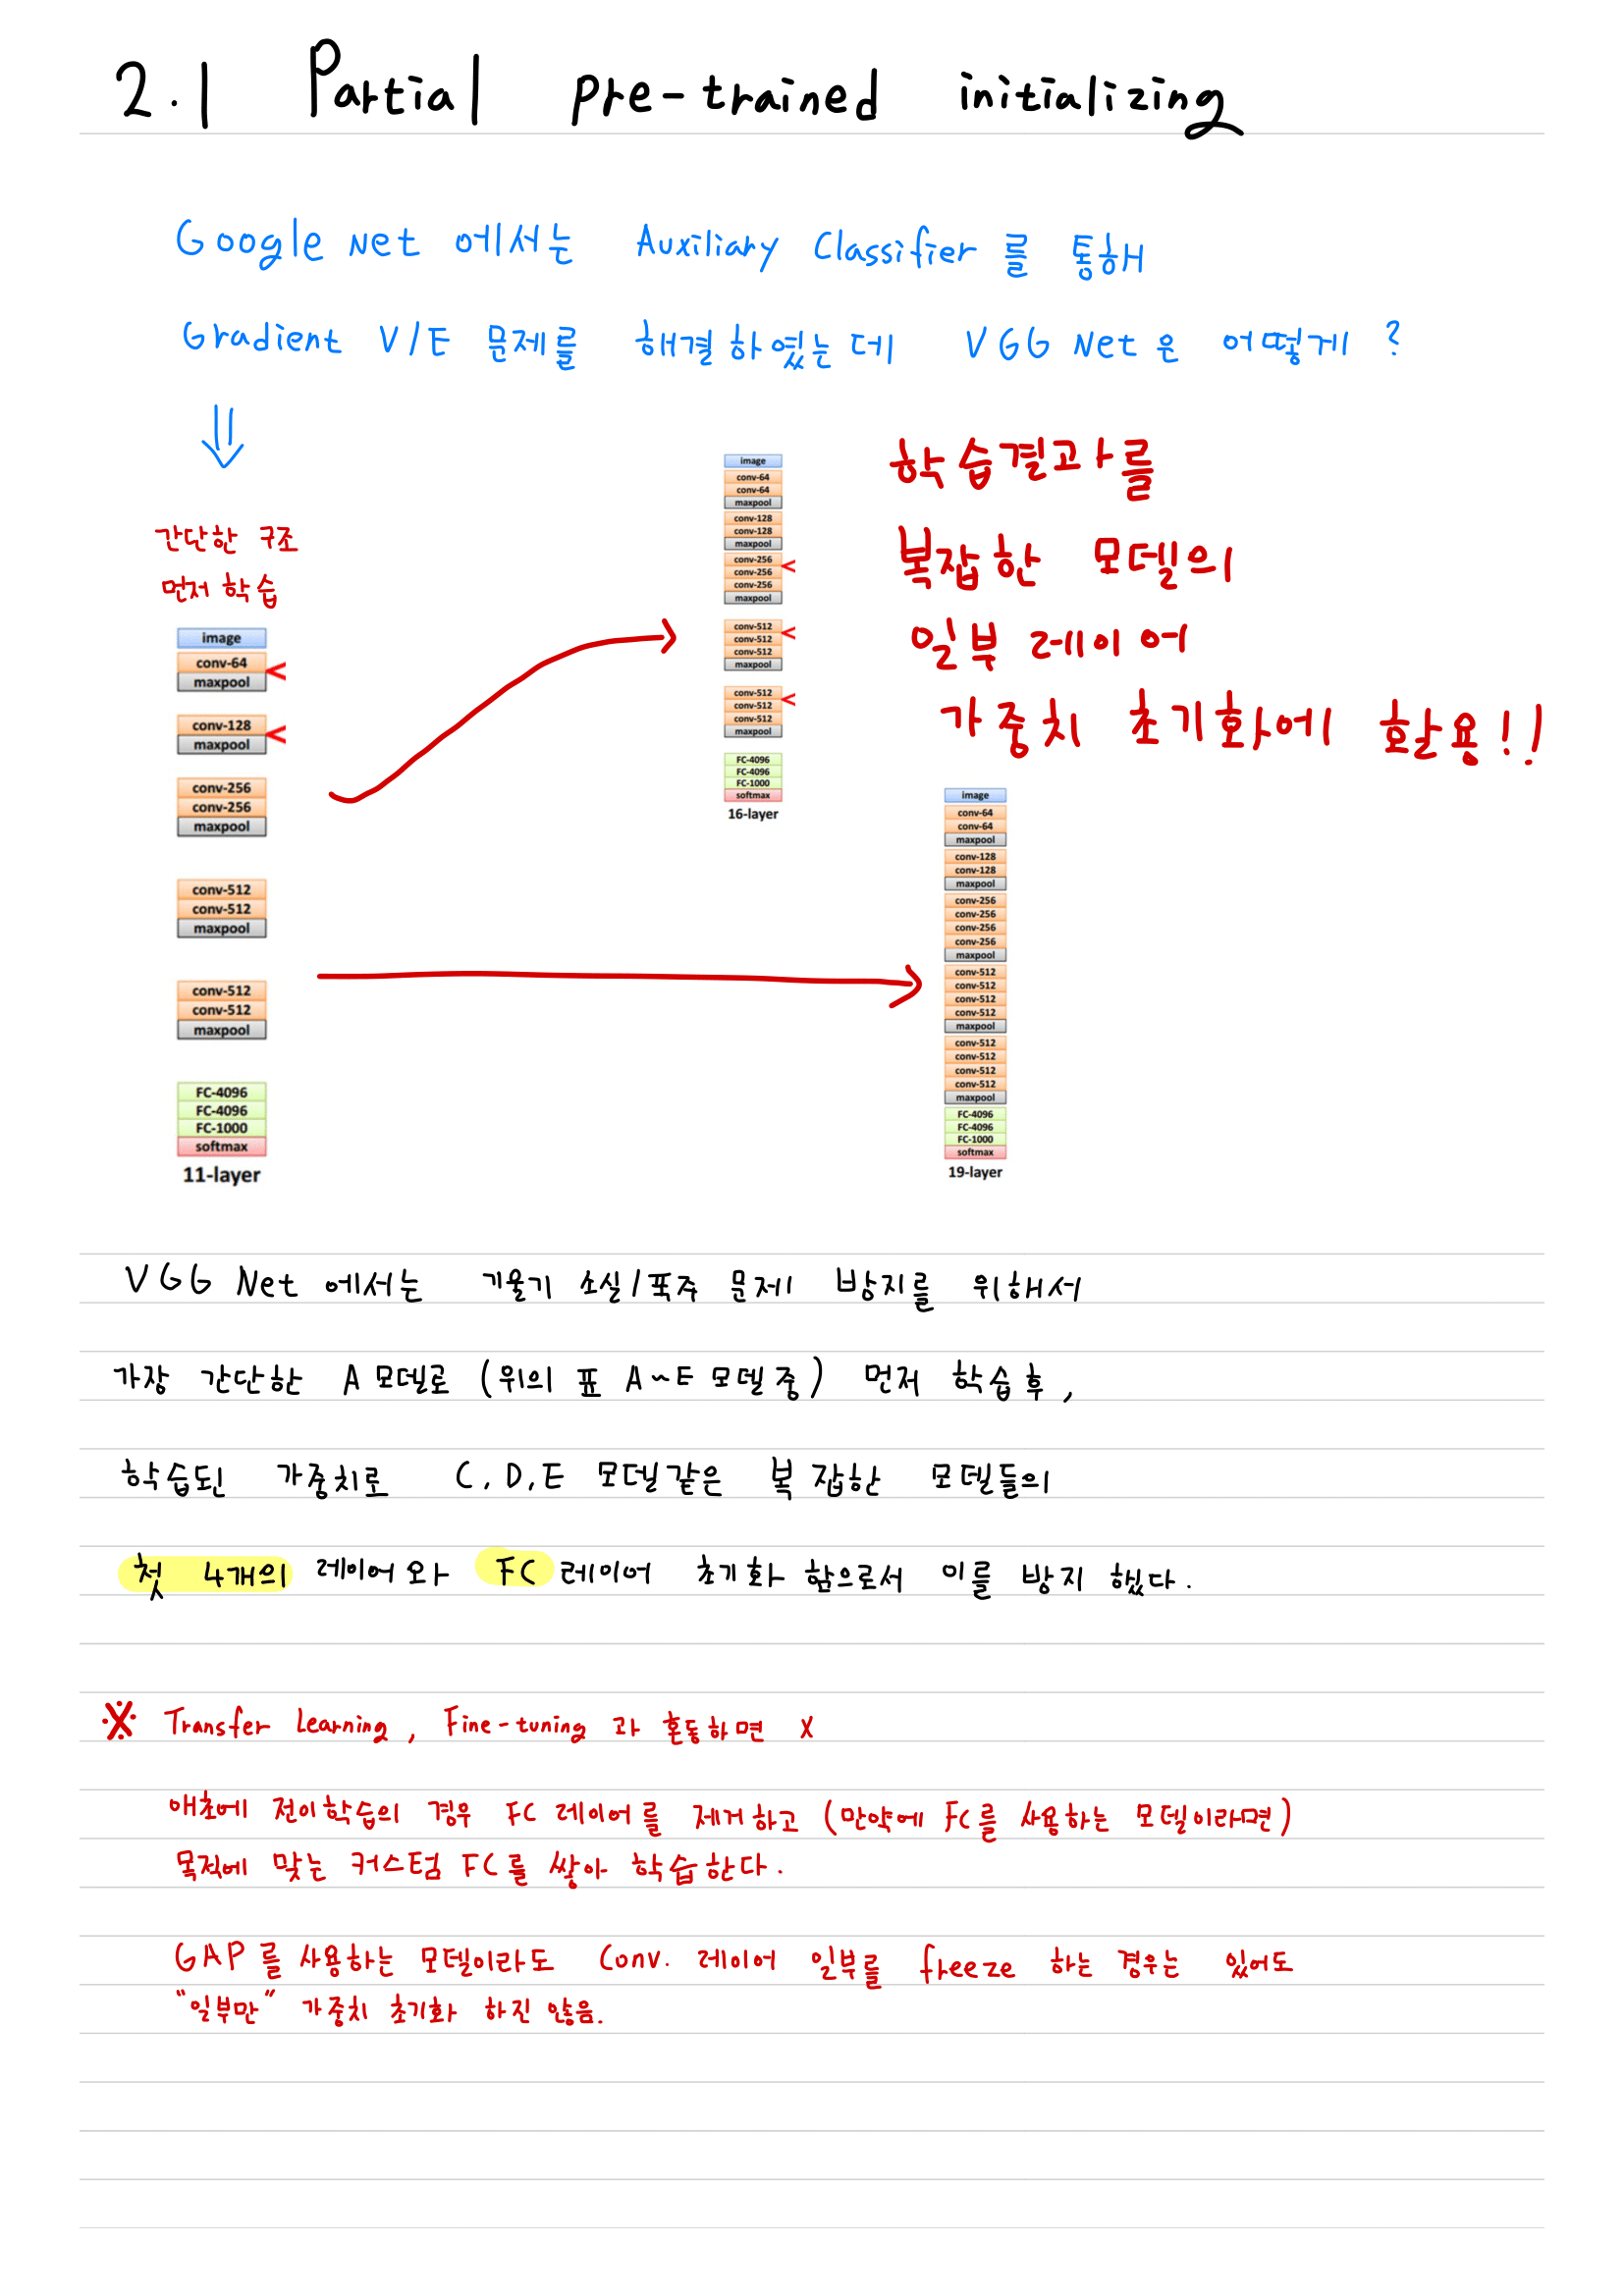 2.1 Partial pre-trained initializing
Google Net 에서는 Auxiliary Classifier 를 통해
Gradient V/E 문제를 해결하였는데 VGG Net은 어떻게 ?
간단한 구조
먼저 학습
image
conv-64
maxpool
conv-128
maxpool
conv-256
conv-256
maxpool
conv-512
conv-512
maxpool
conv-512
conv-512
maxpool
FC-4096
FC-4096
FC-1000
softmax
11-layer
image
conv-64
conv-64
maxpool
conv-128
conv-128
maxpool
conv-256
conv-256
conv-256
maxpool
conv-512
conv-512
conv-512
maxpool
conv-512
conv-512
conv-512
maxpool
FC-4096
FC-4096
FC-1000
softmax
16-layer
학습결과를
복잡한 모델의
일부 레이어
가중치 초기화에 활용!!
image
conv-64
conv-64
maxpool
conv-128
conv-128
maxpool
conv-256
conv-256
conv-256
conv-256
maxpool
conv-512
conv-512
conv-512
conv-512
maxpool
conv-512
conv-512
conv-512
conv-512
maxpool
FC-4096
FC-4096
FC-1000
softmax
19-layer
VGG Net 에서는 기울기 소실/폭주 문제 방지를 위해서
가장 간단한 A 모델로 (위의 표 A~E 모델 중) 먼저 학습 후,
학습된 가중치로 C, D, E 모델같은 복잡한 모델들의
첫 4개의 레이어와 FC 레이어 초기화 함으로서 이를 방지 했다.
※ Transfer Learning, Fine-tuning 과 혼동하면 x
애초에 전이학습의 경우 FC 레이어를 제거하고 (만약에 FC를 사용하는 모델이라면)
목적에 맞는 커스텀 FC를 쌓아 학습한다.
GAP를 사용하는 모델이라도 Conv. 레이어 일부를 freeze 하는 경우는 있어도
"일부만" 가중치 초기화 하진 않음.